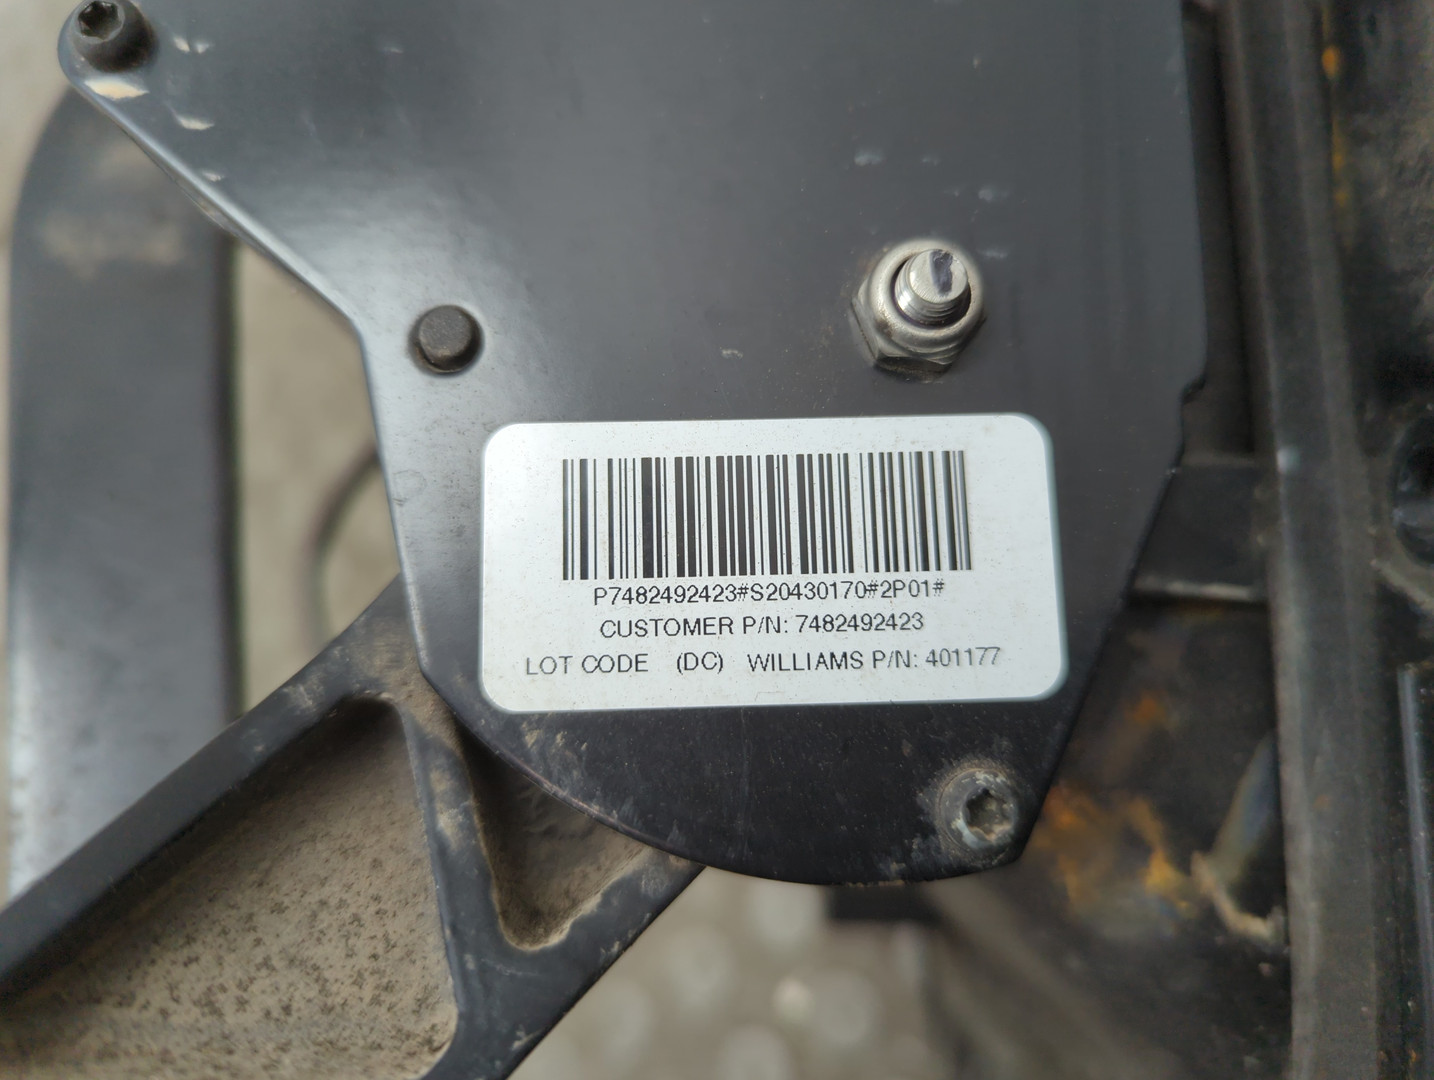 P7482492423#S20430170#2P01#
CUSTOMER P/N: 7482492423
LOT CODE (DC) WILLIAMS P/N: 401177